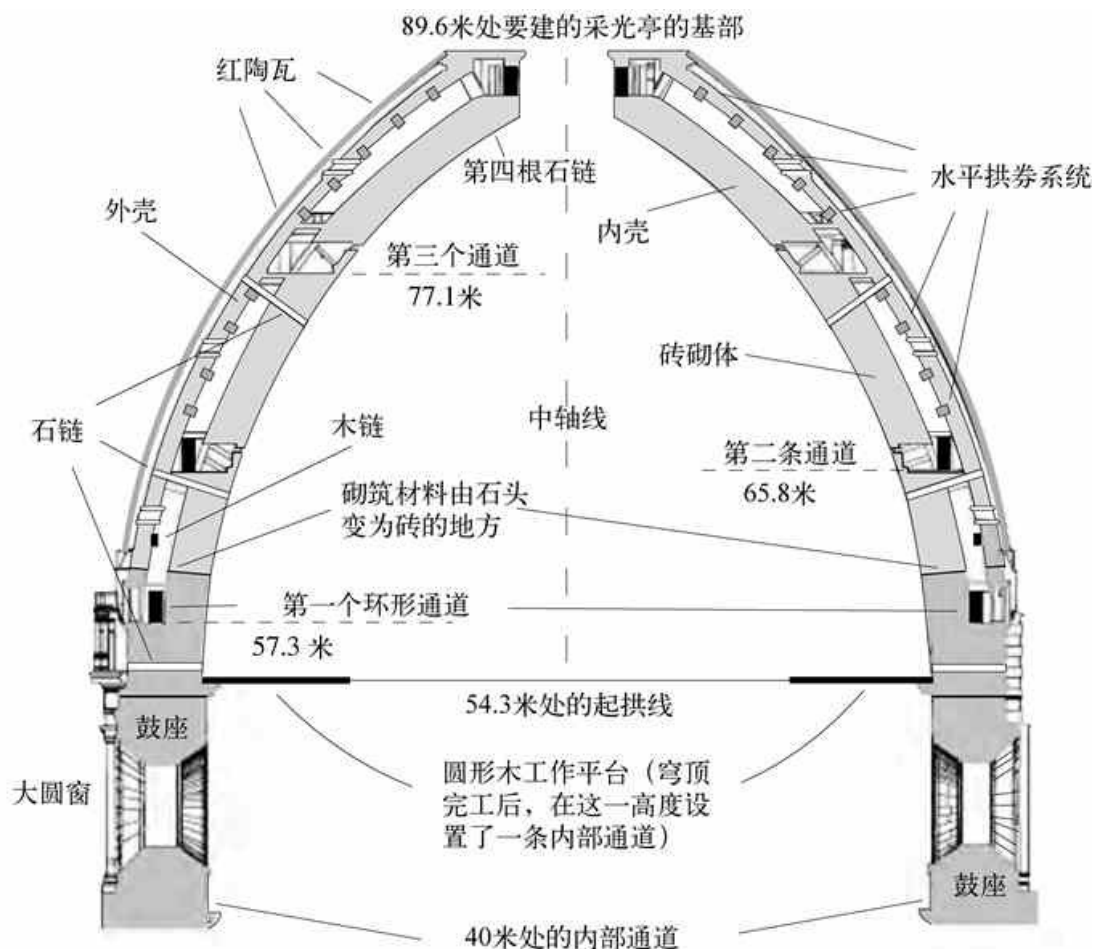 89.6米处要建的采光亭的基部
红陶瓦
第四根石链
水平拱券系统
外壳
内壳
第三个通道
77.1米
砖砌体
石链
木链
中轴线
第二条通道
65.8米
砌筑材料由石头
变为砖的地方
第一个环形通道
57.3 米
54.3米处的起拱线
鼓座
大圆窗
圆形木工作平台（穹顶
完工后，在这一高度设
置了一条内部通道）
鼓座
40米处的内部通道